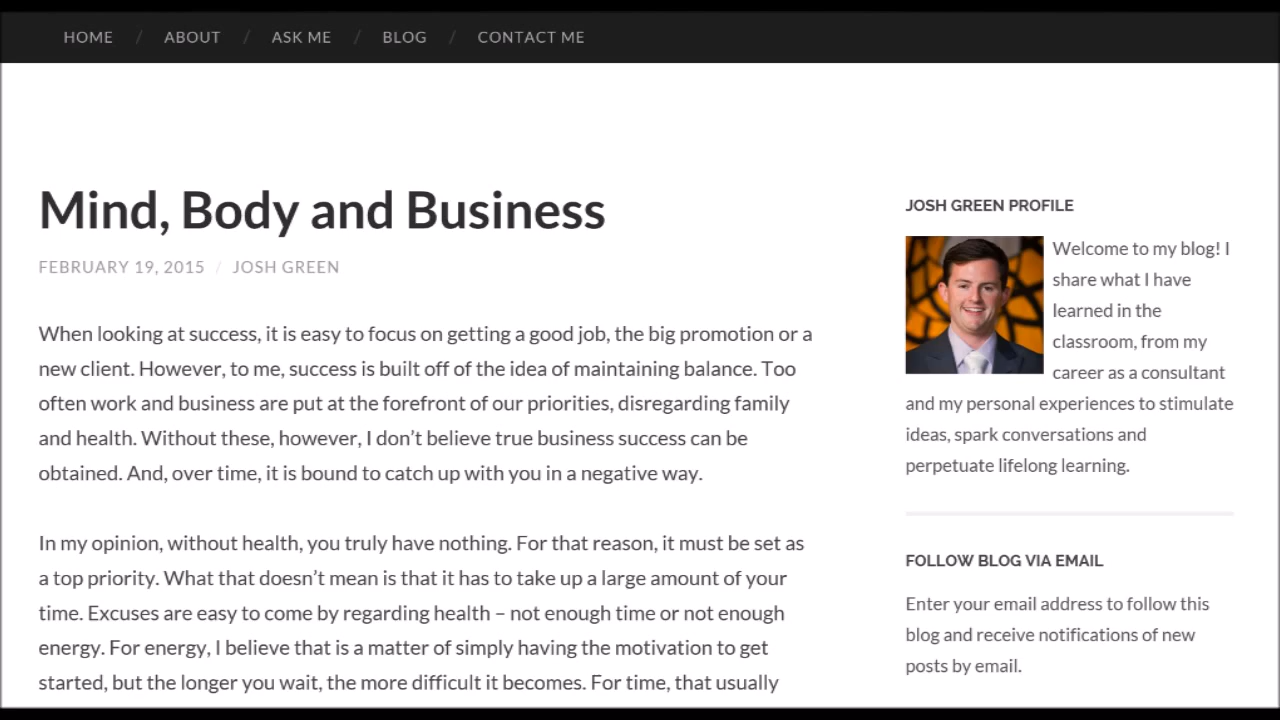 HOME / ABOUT / ASK ME / BLOG / CONTACT ME
Mind, Body and Business
FEBRUARY 19, 2015 / JOSH GREEN
When looking at success, it is easy to focus on getting a good job, the big promotion or a
new client. However, to me, success is built off of the idea of maintaining balance. Too
often work and business are put at the forefront of our priorities, disregarding family
and health. Without these, however, I don’t believe true business success can be
obtained. And, over time, it is bound to catch up with you in a negative way.
In my opinion, without health, you truly have nothing. For that reason, it must be set as
a top priority. What that doesn’t mean is that it has to take up a large amount of your
time. Excuses are easy to come by regarding health – not enough time or not enough
energy. For energy, I believe that is a matter of simply having the motivation to get
started, but the longer you wait, the more difficult it becomes. For time, that usually
JOSH GREEN PROFILE
Welcome to my blog! I
share what I have
learned in the
classroom, from my
career as a consultant
and my personal experiences to stimulate
ideas, spark conversations and
perpetuate lifelong learning.
FOLLOW BLOG VIA EMAIL
Enter your email address to follow this
blog and receive notifications of new
posts by email.